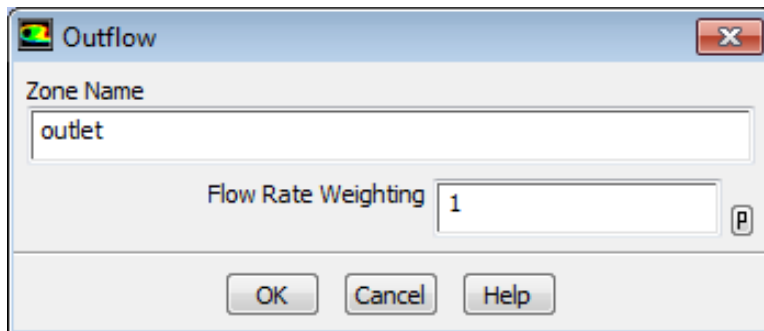 Outflow
Zone Name
outlet
Flow Rate Weighting 1 P
OK Cancel Help